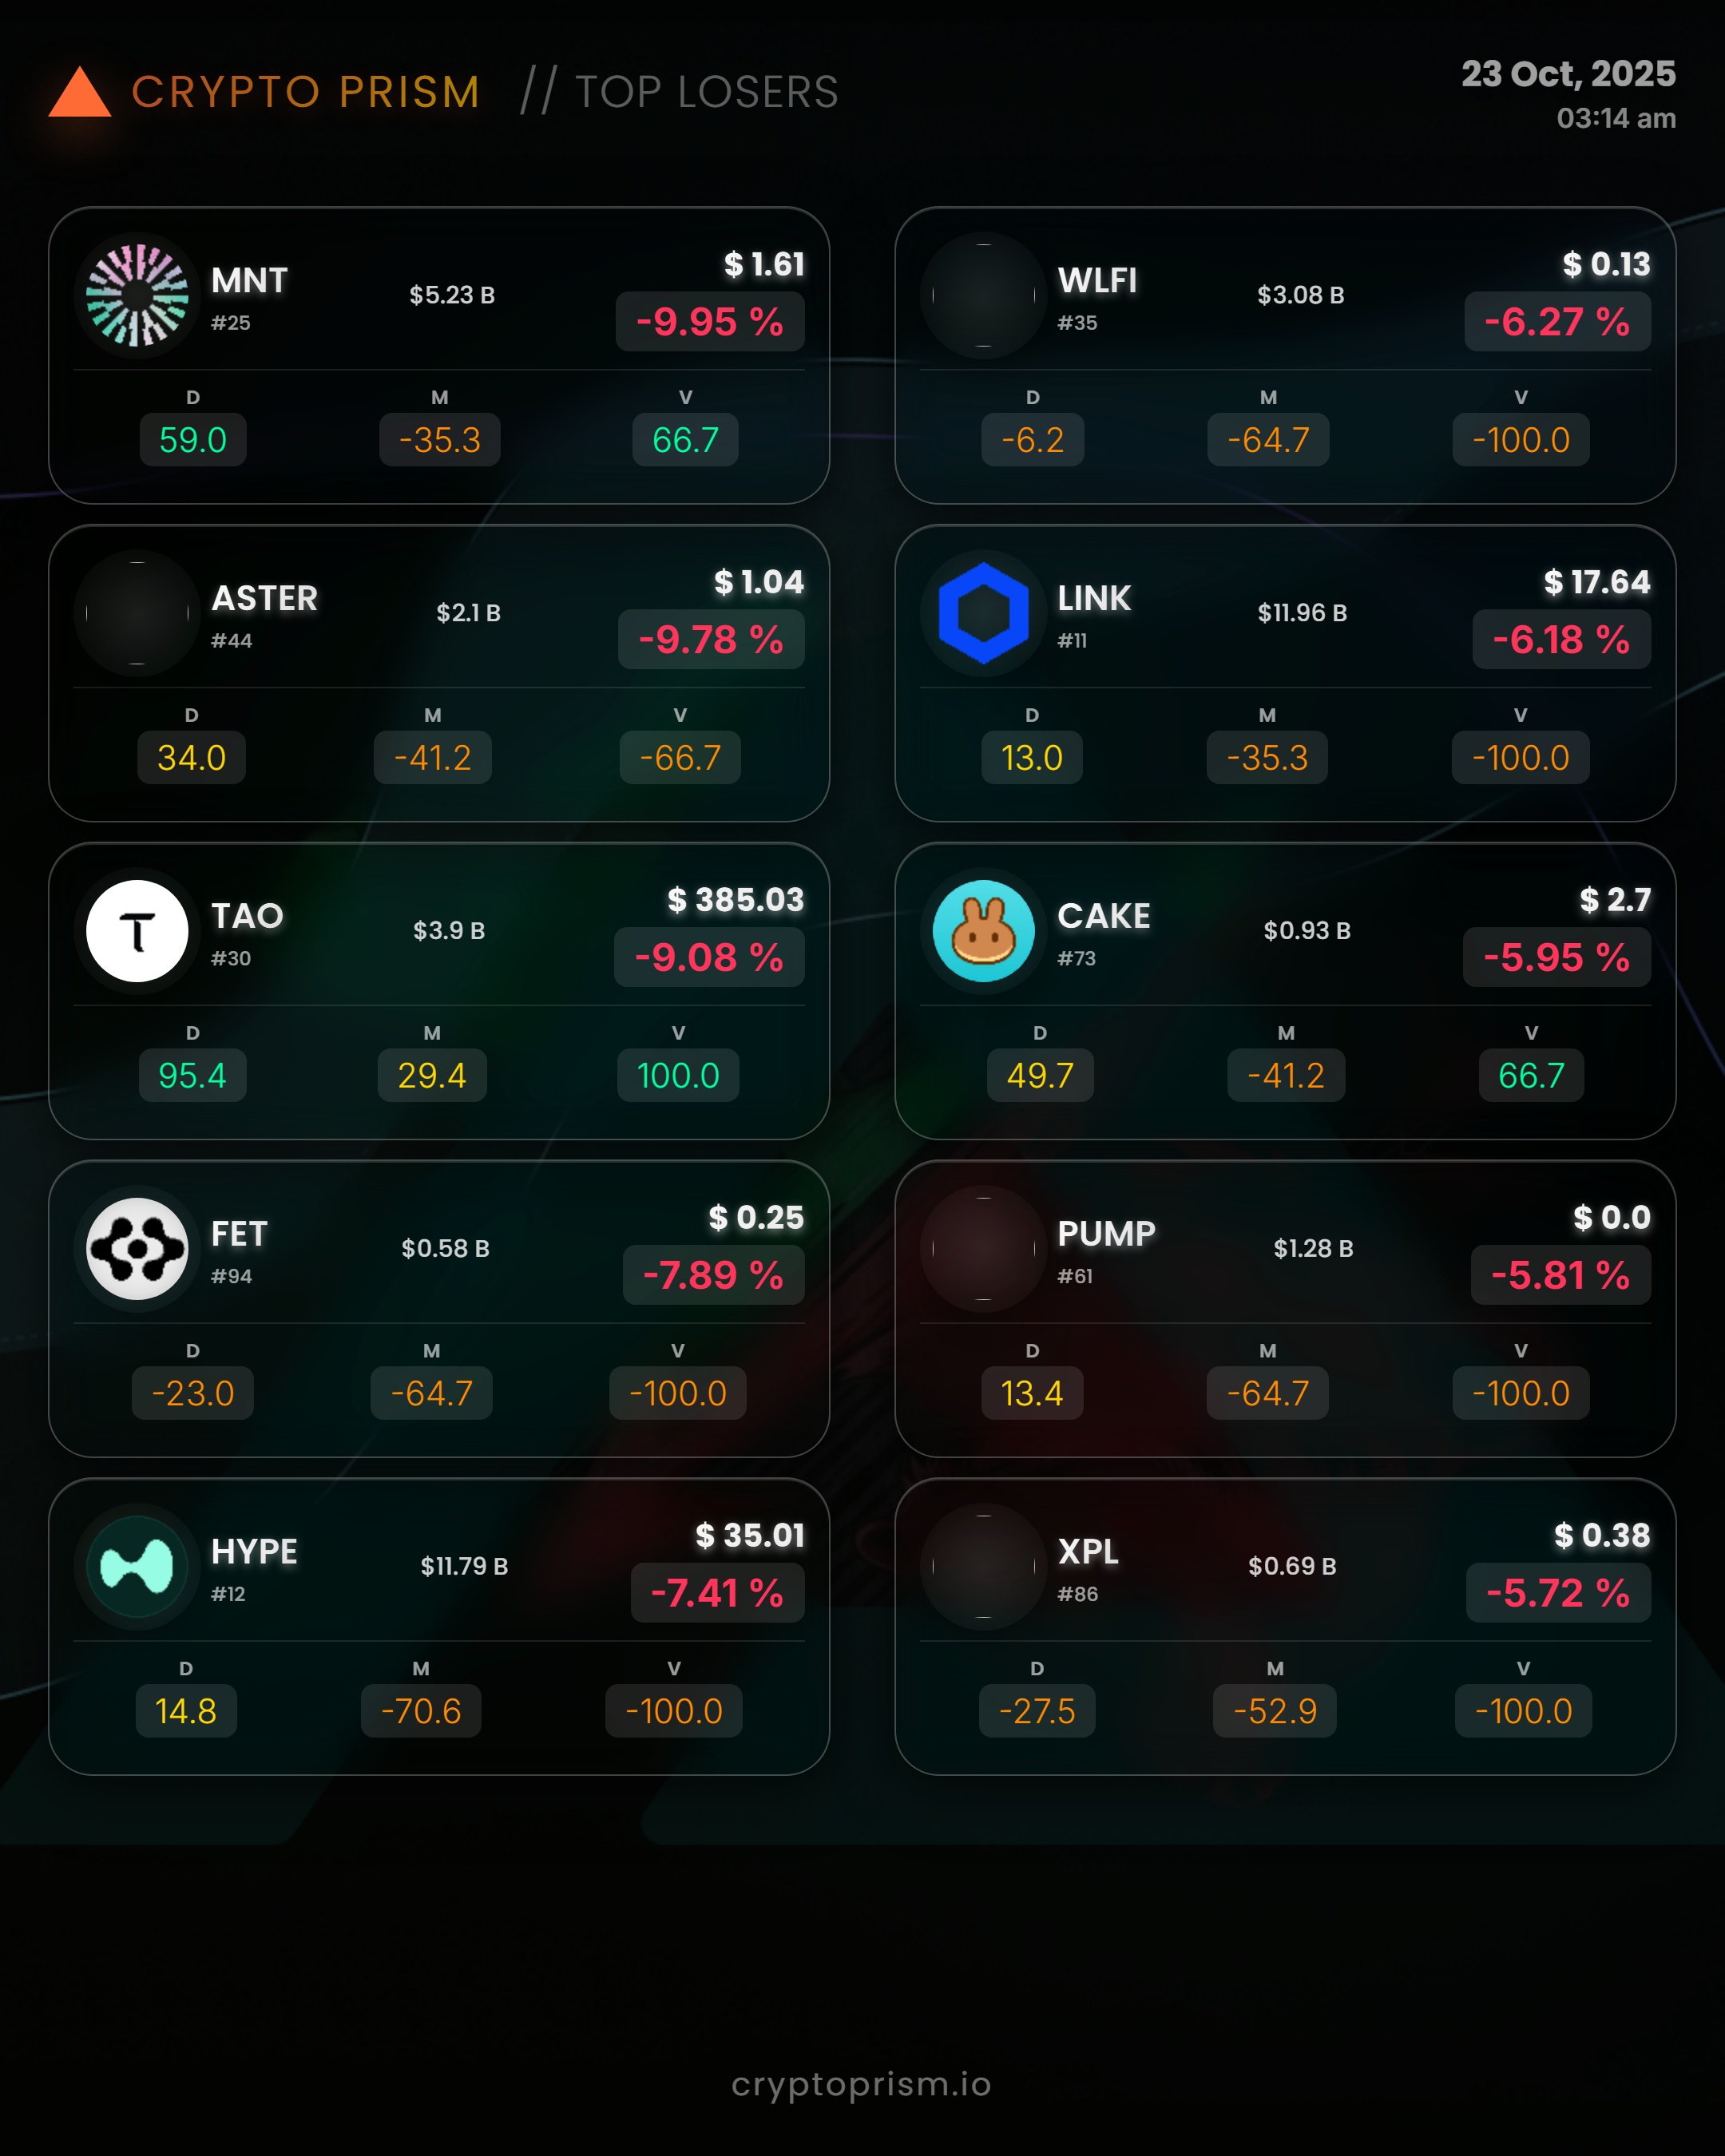 CRYPTO PRISM // TOP LOSERS
23 Oct, 2025
03:14 am
MNT
#25
$5.23 B
$ 1.61
-9.95 %
D M V
59.0 -35.3 66.7
WLFI
#35
$3.08 B
$ 0.13
-6.27 %
D M V
-6.2 -64.7 -100.0
ASTER
#44
$2.1 B
$ 1.04
-9.78 %
D M V
34.0 -41.2 -66.7
LINK
#11
$11.96 B
$ 17.64
-6.18 %
D M V
13.0 -35.3 -100.0
TAO
#30
$3.9 B
$ 385.03
-9.08 %
D M V
95.4 29.4 100.0
CAKE
#73
$0.93 B
$ 2.7
-5.95 %
D M V
49.7 -41.2 66.7
FET
#94
$0.58 B
$ 0.25
-7.89 %
D M V
-23.0 -64.7 -100.0
PUMP
#61
$1.28 B
$ 0.0
-5.81 %
D M V
13.4 -64.7 -100.0
HYPE
#12
$11.79 B
$ 35.01
-7.41 %
D M V
14.8 -70.6 -100.0
XPL
#86
$0.69 B
$ 0.38
-5.72 %
D M V
-27.5 -52.9 -100.0
cryptoprism.io